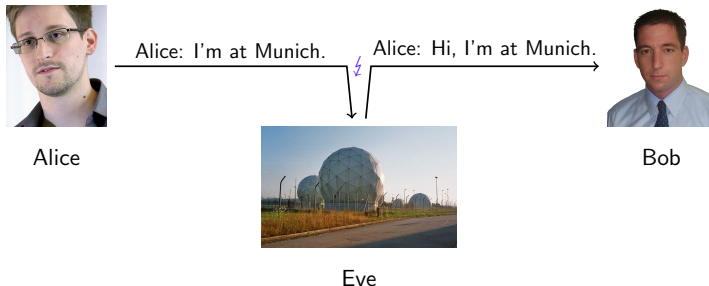 Alice: I'm at Munich.
Alice: Hi, I'm at Munich.
Alice
Bob
Eve